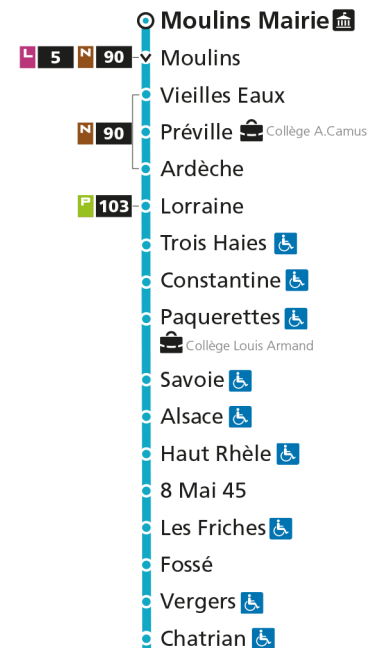 Moulins Mairie
L 5 N 90 Moulins
Vieilles Eaux
N 90 Préville Collège A.Camus
Ardèche
P 103 Lorraine
Trois Haies
Constantine
Paquerettes
Collège Louis Armand
Savoie
Alsace
Haut Rhèle
8 Mai 45
Les Friches
Fossé
Vergers
Chatrian